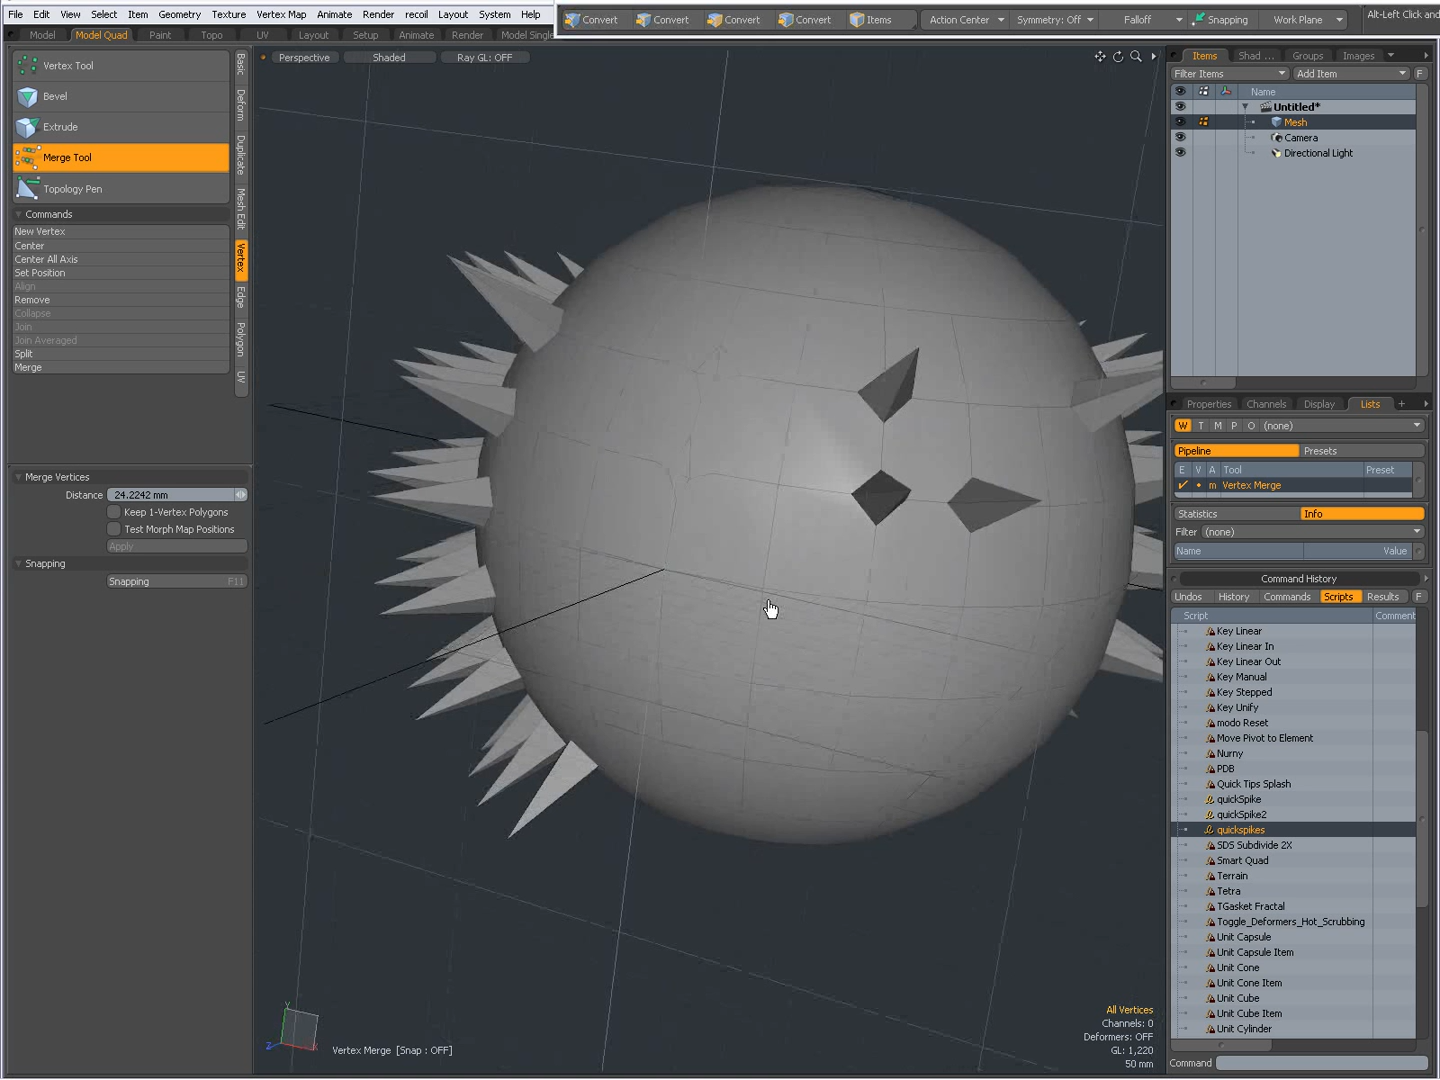 File Edit View Select Item Geometry Texture Vertex Map Animate Render recoil Layout System Help
Convert Convert Convert Convert Items Action Center Symmetry: Off Falloff Snapping Work Plane Alt-Left Click and
Model Model Quad Paint Topo UV Layout Setup Animate Render Model Single
Vertex Tool
Bevel
Extrude
Merge Tool
Topology Pen
Commands
New Vertex
Center
Center All Axis
Set Position
Align
Remove
Collapse
Join
Join Averaged
Split
Merge
Basic
Deform
Duplicate
Mesh Edit
Vertex
Edge
Polygon
UV
Merge Vertices
Distance 24.2242 mm
Keep 1-Vertex Polygons
Test Morph Map Positions
Apply
Snapping
Snapping F11
Perspective Shaded Ray GL: OFF
Y
Z X
Vertex Merge [Snap : OFF]
All Vertices
Channels: 0
Deformers: OFF
GL: 1,220
50 mm
Items Shad ... Groups Images
Filter Items Add Item F
Name
Untitled*
Mesh
Camera
Directional Light
Properties Channels Display Lists +
W T M P O (none)
Pipeline Presets
E V A Tool Preset
m Vertex Merge
Statistics Info
Filter (none)
Name Value
Command History
Undos History Commands Scripts Results F
Script Comment
Key Linear
Key Linear In
Key Linear Out
Key Manual
Key Stepped
Key Unify
modo Reset
Move Pivot to Element
Nurny
PDB
Quick Tips Splash
quickSpike
quickSpike2
quickspikes
SDS Subdivide 2X
Smart Quad
Terrain
Tetra
TGasket Fractal
Toggle_Deformers_Hot_Scrubbing
Unit Capsule
Unit Capsule Item
Unit Cone
Unit Cone Item
Unit Cube
Unit Cube Item
Unit Cylinder
Command